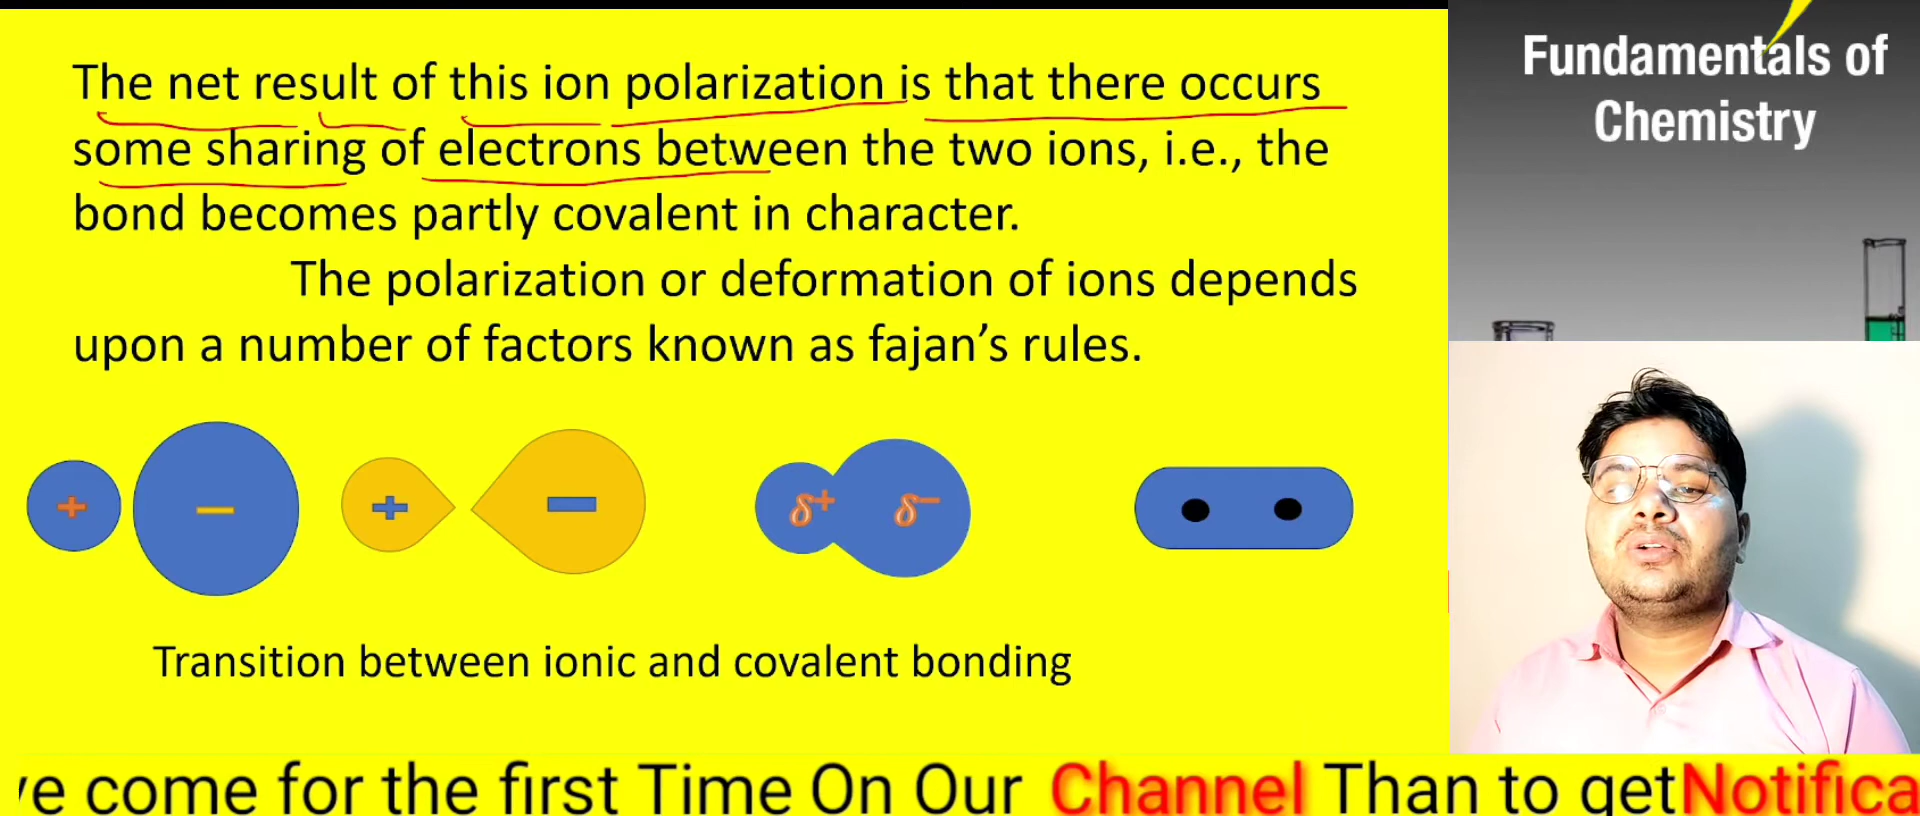 The net result of this ion polarization is that there occurs
some sharing of electrons between the two ions, i.e., the
bond becomes partly covalent in character.
The polarization or deformation of ions depends
upon a number of factors known as fajan’s rules.
+ − + − δ+ δ−
Transition between ionic and covalent bonding
Fundamentals of
Chemistry
come for the first Time On Our Channel Than to get